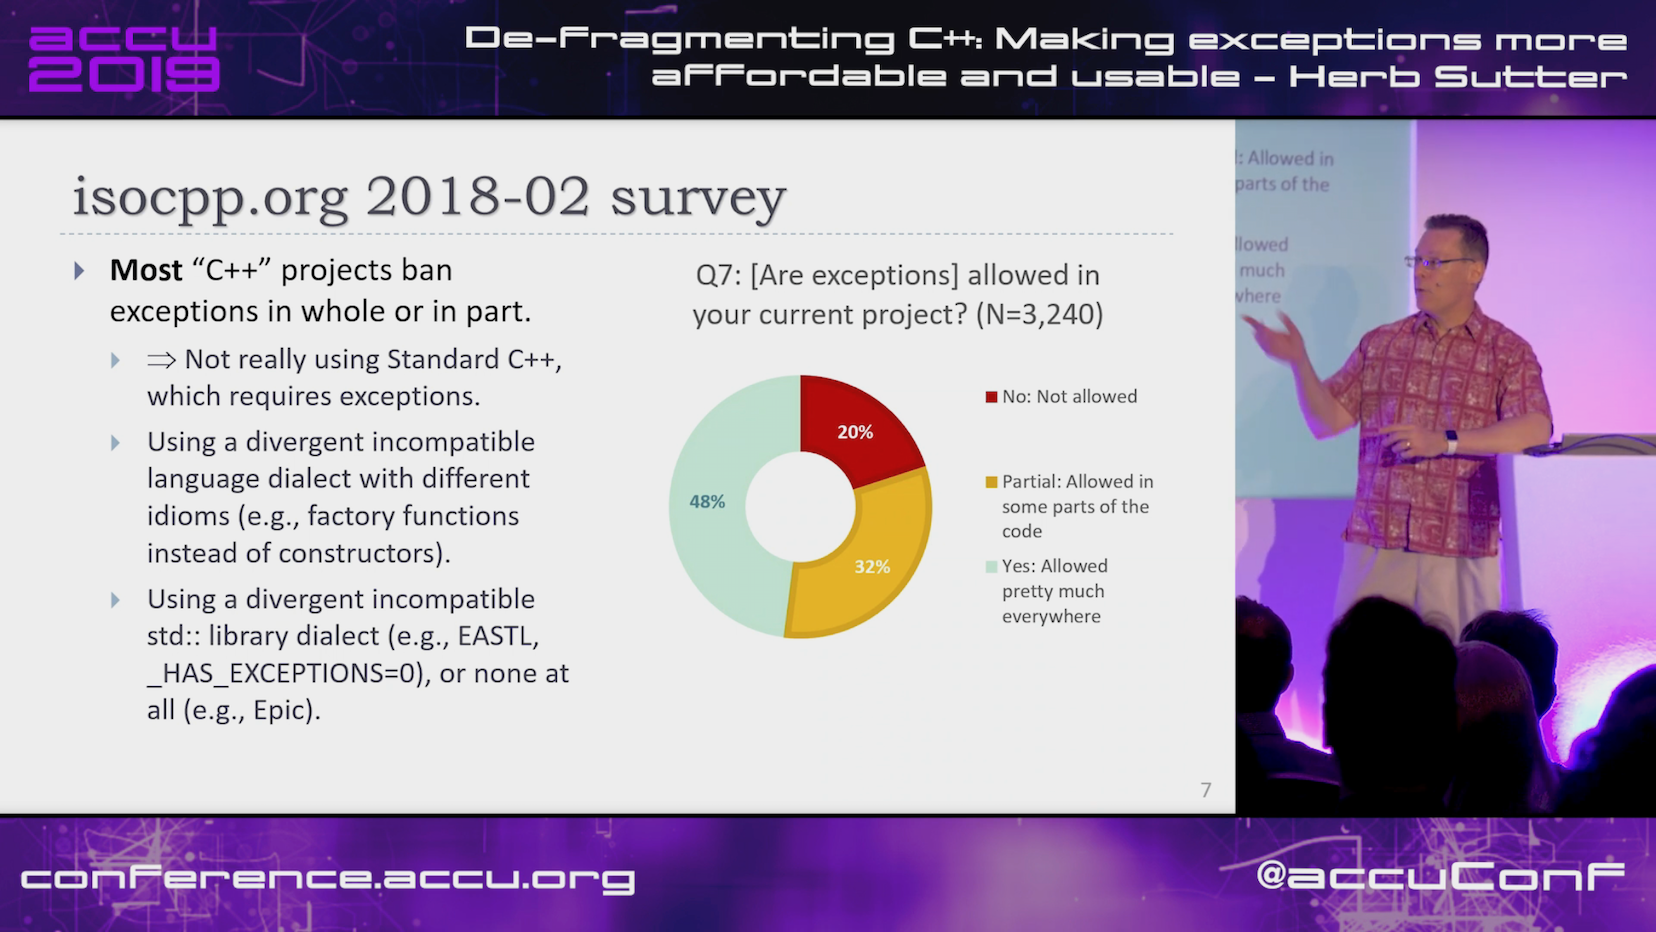 accu
2019
De-fragmenting C++: Making exceptions more
affordable and usable - Herb Sutter
isocpp.org 2018-02 survey
Most “C++” projects ban
exceptions in whole or in part.
⇒ Not really using Standard C++,
which requires exceptions.
Using a divergent incompatible
language dialect with different
idioms (e.g., factory functions
instead of constructors).
Using a divergent incompatible
std:: library dialect (e.g., EASTL,
_HAS_EXCEPTIONS=0), or none at
all (e.g., Epic).
Q7: [Are exceptions] allowed in
your current project? (N=3,240)
20%
48%
32%
No: Not allowed
Partial: Allowed in
some parts of the
code
Yes: Allowed
pretty much
everywhere
7
: Allowed in
parts of the
llowed
much
where
conference.accu.org
@accuConf